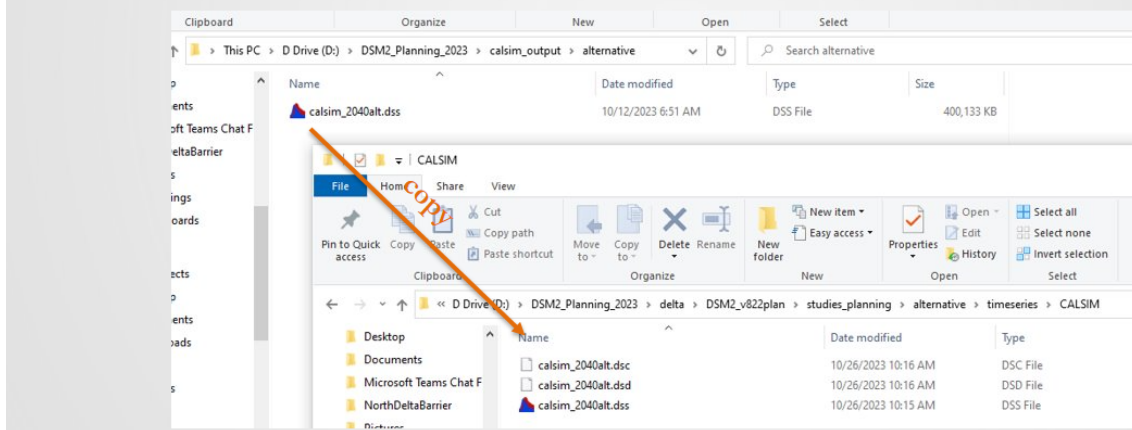 Clipboard Organize New Open Select
This PC > D Drive (D:) > DSM2_Planning_2023 > calsim_output > alternative Search alternative
Name Date modified Type Size
calsim_2040alt.dss 10/12/2023 6:51 AM DSS File 400,133 KB
ents
oft Teams Chat F
eltaBarrier
s
ings
oards
ects
p
ents
oads
s
CALSIM
File Home Share View
copy
Pin to Quick access Copy Paste Cut Copy path Paste shortcut
Move to Copy to Delete Rename New folder New item Easy access
Properties Open Edit History Select all Select none Invert selection
Clipboard Organize New Open Select
« D Drive (D:) > DSM2_Planning_2023 > delta > DSM2_v822plan > studies_planning > alternative > timeseries > CALSIM
Desktop
Documents
Microsoft Teams Chat F
NorthDeltaBarrier
Pictures
Name Date modified Type
calsim_2040alt.dsc 10/26/2023 10:16 AM DSC File
calsim_2040alt.dsd 10/26/2023 10:16 AM DSD File
calsim_2040alt.dss 10/26/2023 10:15 AM DSS File